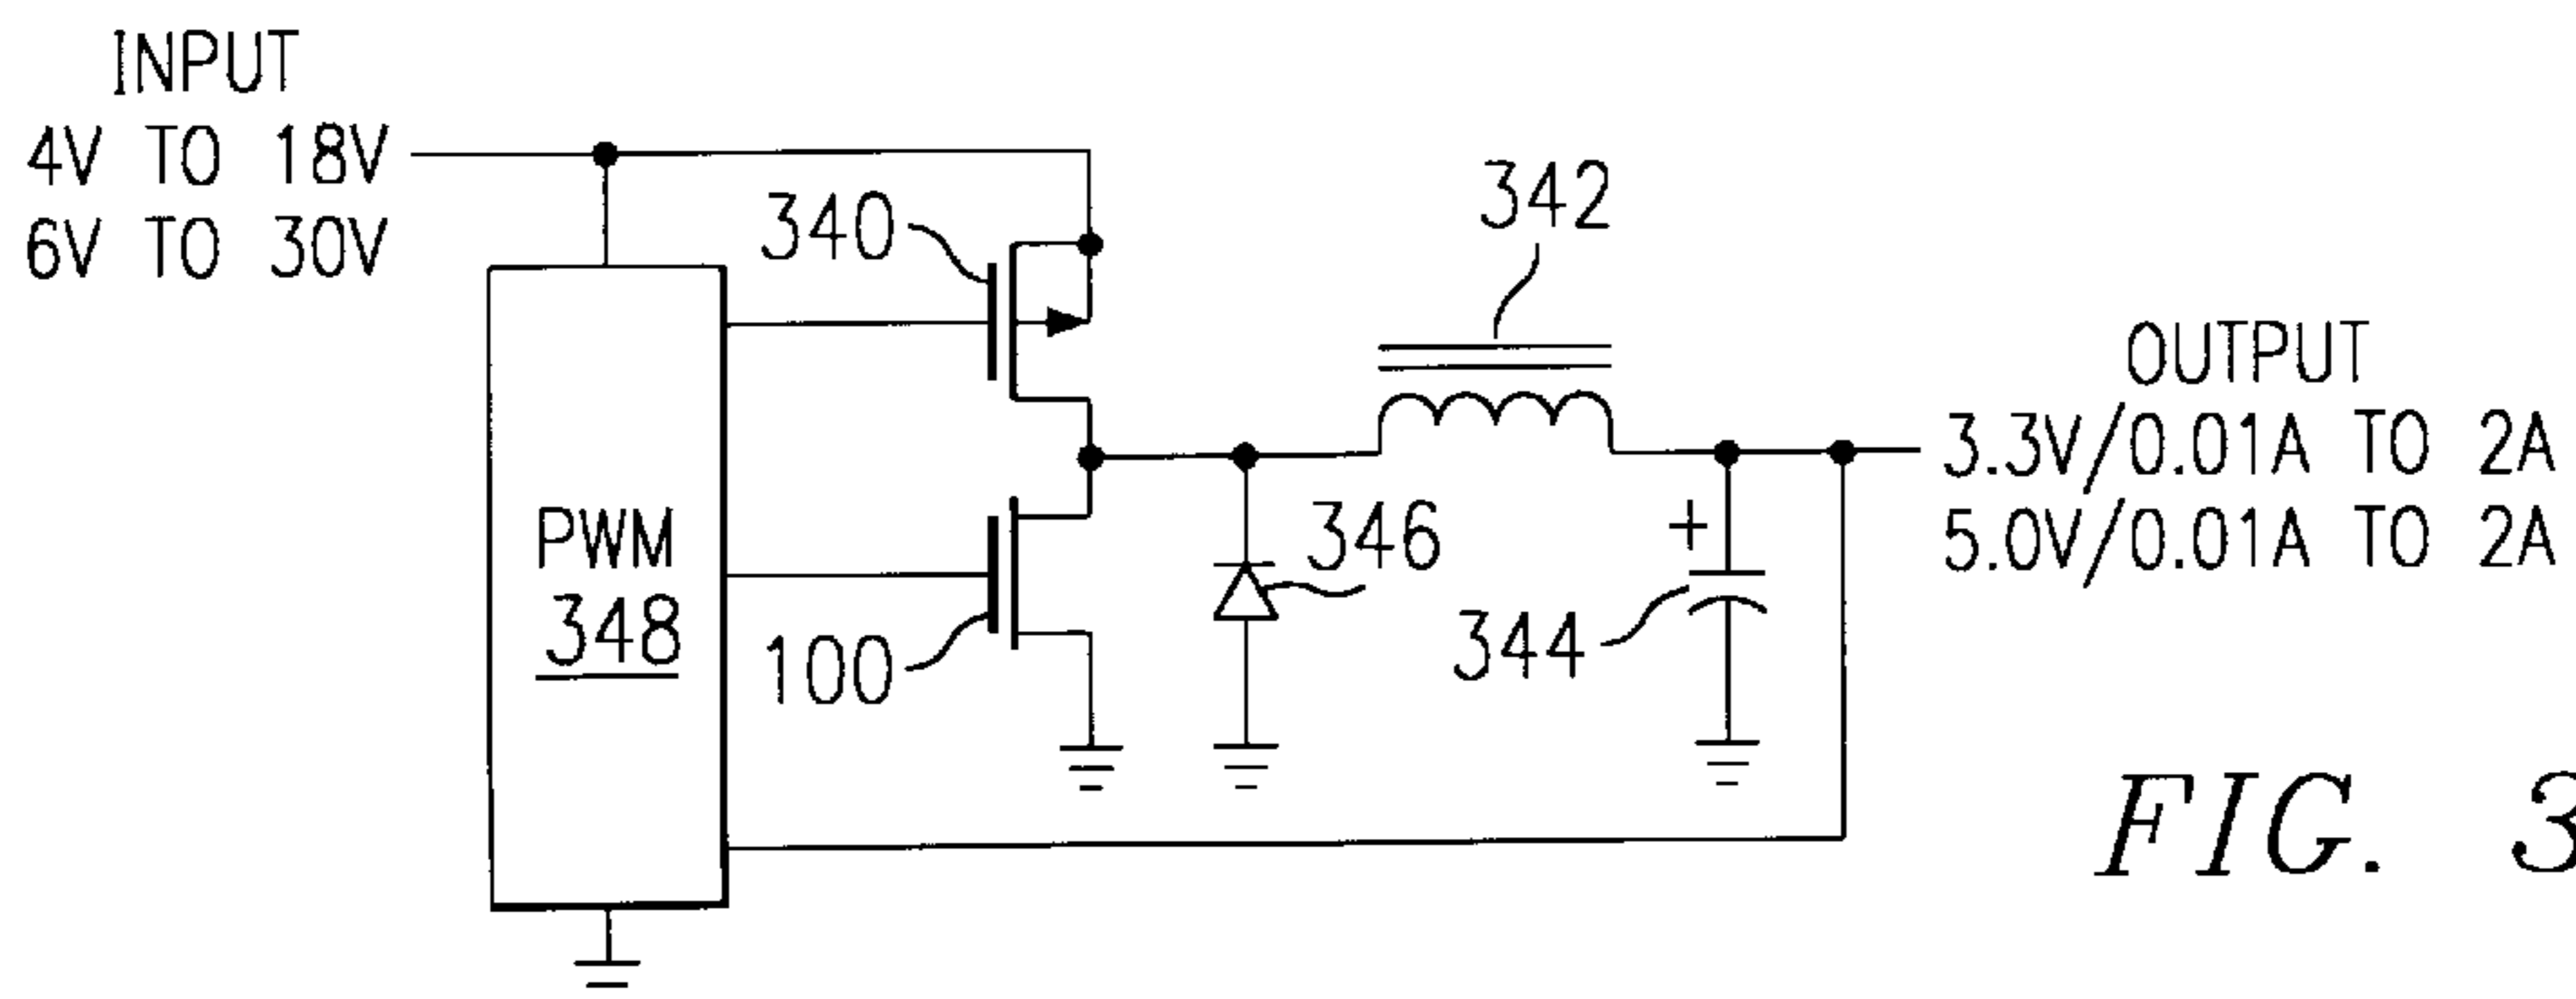 INPUT
4V TO 18V
6V TO 30V
340
342
OUTPUT
3.3V/0.01A TO 2A
5.0V/0.01A TO 2A
PWM
348
100
346
+
344
FIG. 3